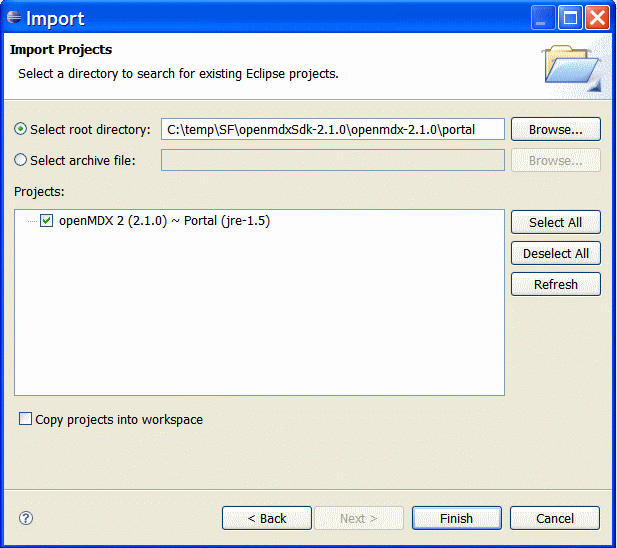 Import
Import Projects
Select a directory to search for existing Eclipse projects.
Select root directory: C:\temp\SF\openmdxSdk-2.1.0\openmdx-2.1.0\portal Browse...
Select archive file: Browse...
Projects:
openMDX 2 (2.1.0) ~ Portal (jre-1.5)
Select All
Deselect All
Refresh
Copy projects into workspace
? < Back Next > Finish Cancel